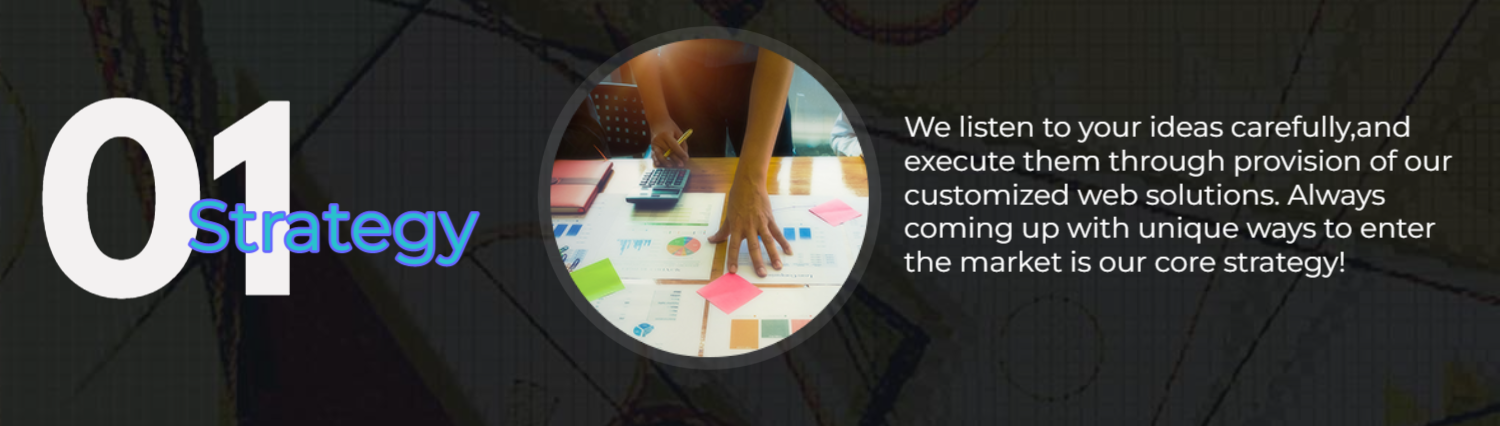 01
Strategy
We listen to your ideas carefully,and
execute them through provision of our
customized web solutions. Always
coming up with unique ways to enter
the market is our core strategy!